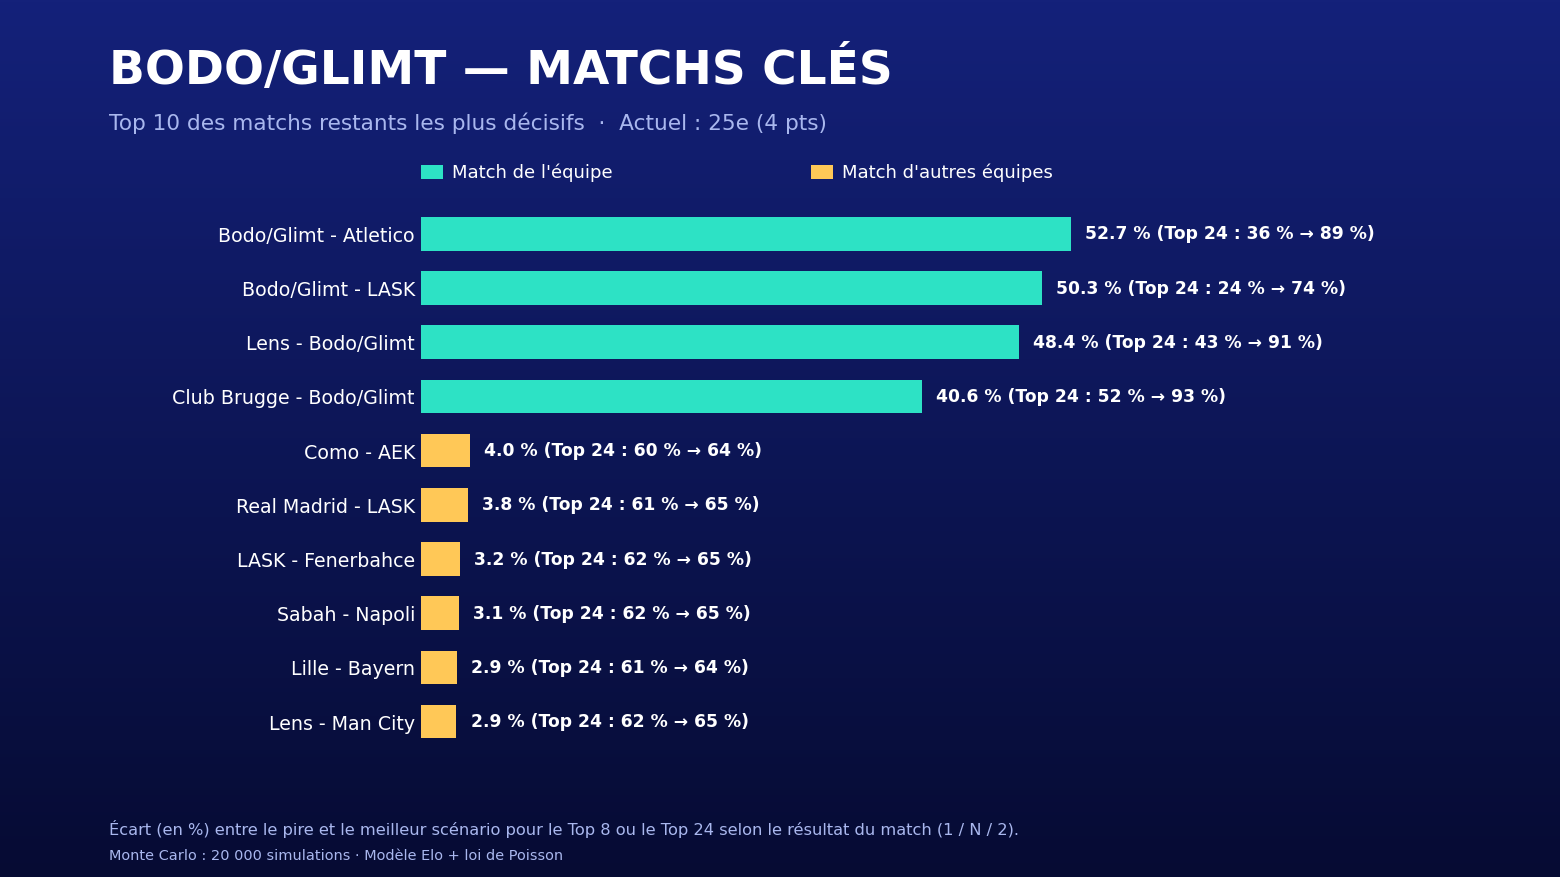 BODO/GLIMT — MATCHS CLÉS
Top 10 des matchs restants les plus décisifs · Actuel : 25e (4 pts)
Match de l'équipe
Match d'autres équipes
Bodo/Glimt - Atletico 52.7 % (Top 24 : 36 % → 89 %)
Bodo/Glimt - LASK 50.3 % (Top 24 : 24 % → 74 %)
Lens - Bodo/Glimt 48.4 % (Top 24 : 43 % → 91 %)
Club Brugge - Bodo/Glimt 40.6 % (Top 24 : 52 % → 93 %)
Como - AEK 4.0 % (Top 24 : 60 % → 64 %)
Real Madrid - LASK 3.8 % (Top 24 : 61 % → 65 %)
LASK - Fenerbahce 3.2 % (Top 24 : 62 % → 65 %)
Sabah - Napoli 3.1 % (Top 24 : 62 % → 65 %)
Lille - Bayern 2.9 % (Top 24 : 61 % → 64 %)
Lens - Man City 2.9 % (Top 24 : 62 % → 65 %)
Écart (en %) entre le pire et le meilleur scénario pour le Top 8 ou le Top 24 selon le résultat du match (1 / N / 2).
Monte Carlo : 20 000 simulations · Modèle Elo + loi de Poisson